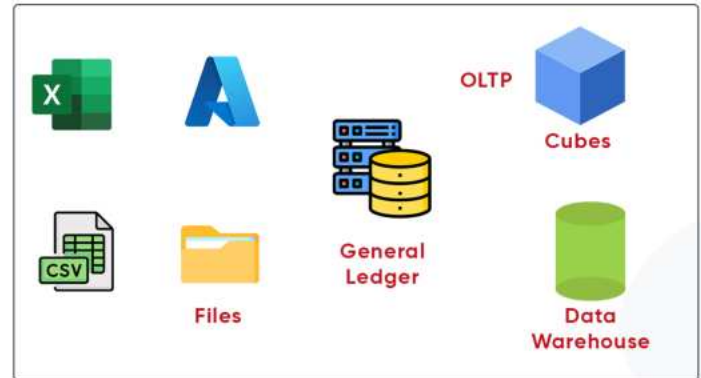 X
OLTP
Cubes
CSV
Files
General
Ledger
Data
Warehouse